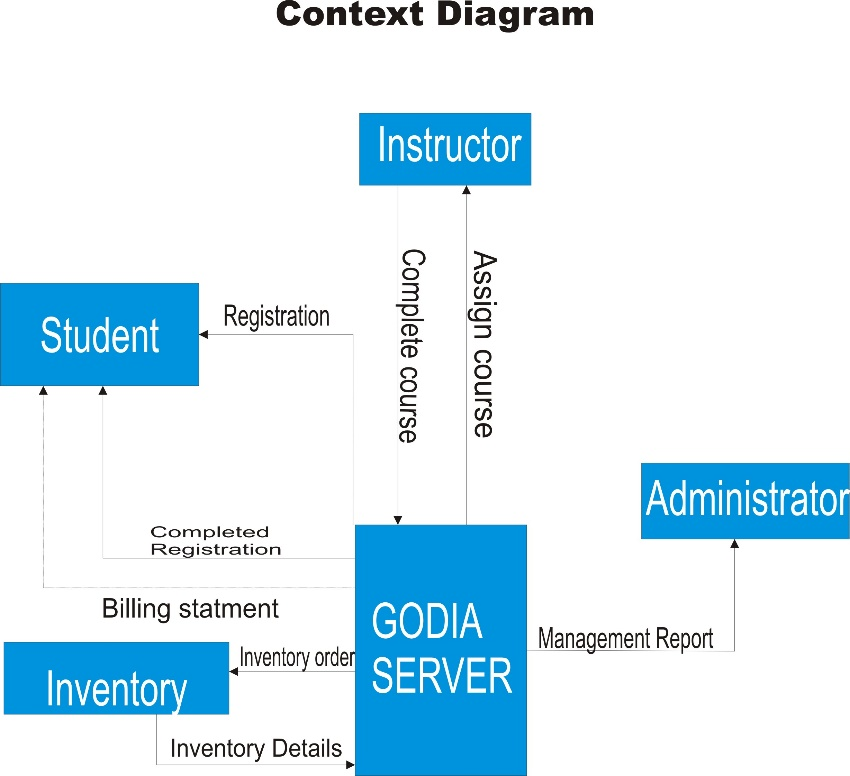 Context Diagram
Instructor
Complete course
Assign course
Student
Registration
Administrator
Completed
Registration
Billing statment
GODIA
SERVER
Management Report
Inventory
Inventory order
Inventory Details